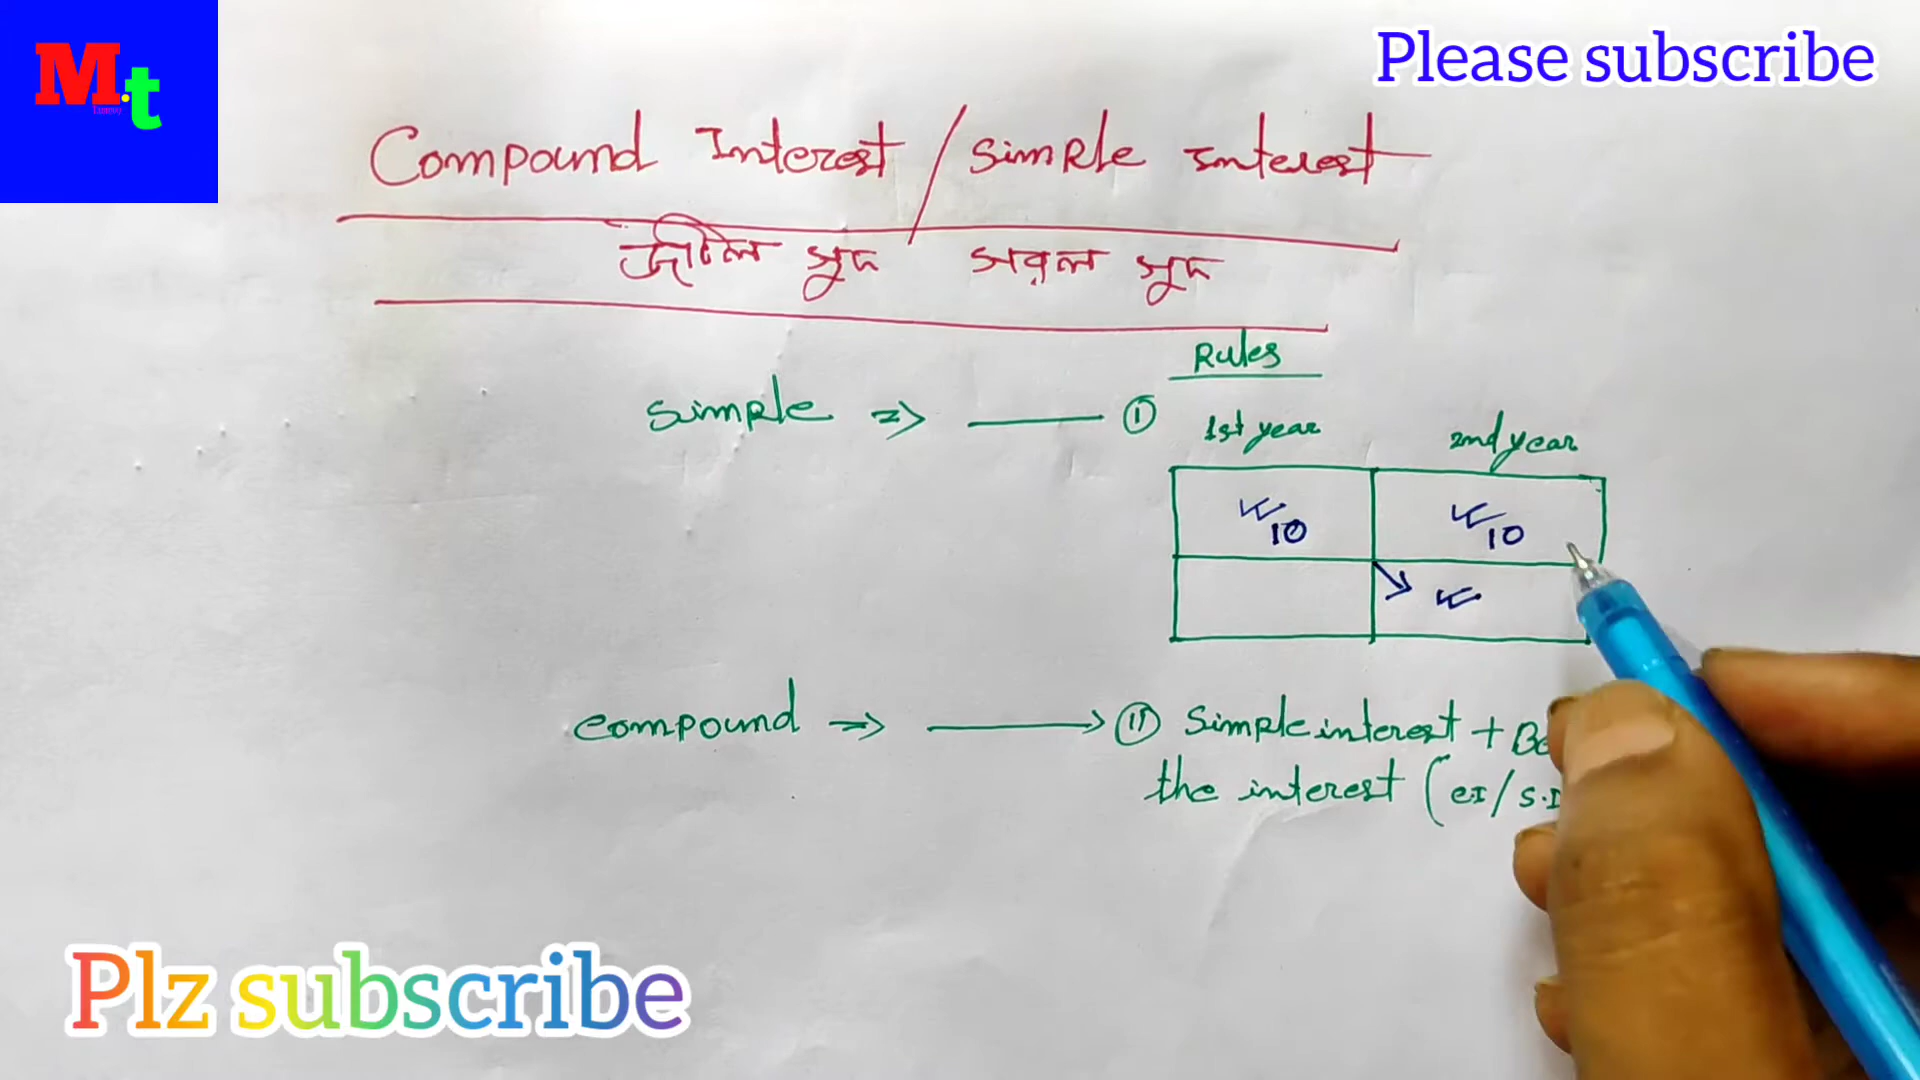 M.t
Please subscribe
Compound Interest / Simple Interest
জটিল সুদ সরল সুদ
Rules
Simple => ①
1st year 2nd year
10 10
Compound => → ⑪ Simple interest +
the interest (CI/S.I
Plz subscribe